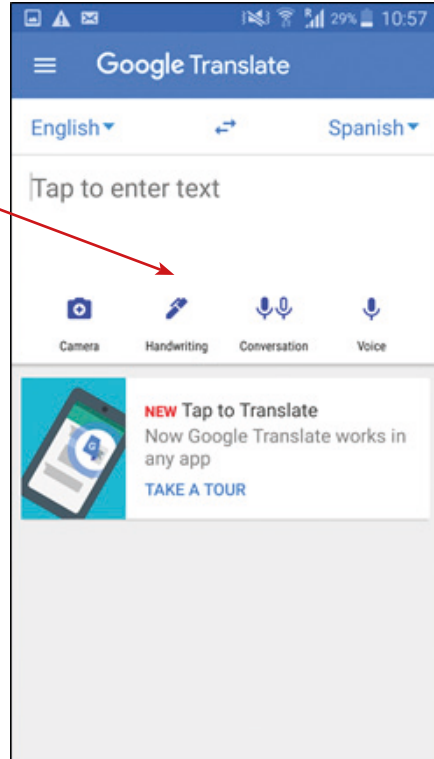 29% 10:57
Google Translate
English Spanish
Tap to enter text
Camera Handwriting Conversation Voice
NEW Tap to Translate
Now Google Translate works in
any app
TAKE A TOUR